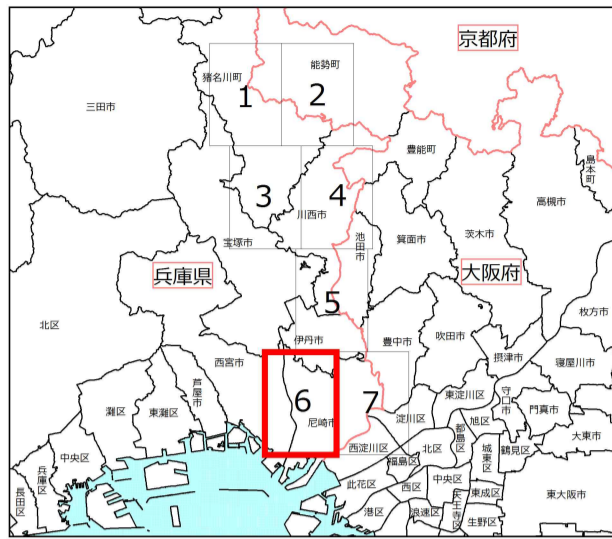 京都府
猪名川町
能勢町
1
2
三田市
豊能町
島本町
高槻市
3
4
川西市
池田市
箕面市
茨木市
宝塚市
兵庫県
大阪府
5
枚方市
北区
伊丹市
豊中市
吹田市
摂津市
寝屋川市
西宮市
芦屋市
6
7
尼崎市
淀川区
東淀川区
守口市
門真市
灘区
東灘区
西淀川区
北区
都島区
旭区
城東区
鶴見区
大東市
中央区
兵庫区
長田区
福島区
此花区
西区
中央区
天王寺区
東成区
東大阪市
港区
浪速区
生野区